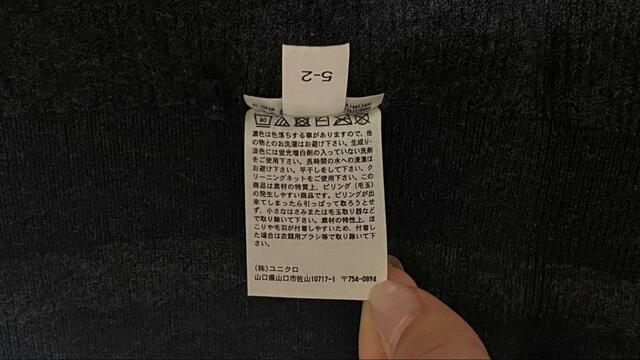 5-2
40
濃色は色落ちする事がありますので、他
の物とのお洗濯はお避け下さい。生成り・
淡色には蛍光増白剤の入っていない洗剤
をご使用下さい。長時間の水への浸漬は
お避け下さい。平干しをして下さい。ク
リーニングネットをご使用下さい。この
商品は素材の特質上、ピリング(毛玉)
の発生しやすい商品です。ピリングが出
来てしまったら引っぱって取ろうとせ
ず、小さなはさみまたは毛玉取り器など
で取り除いて下さい。素材の特性上、ほ
こりや毛羽が付着しやすいため、付着し
た場合は衣類用ブラシ等で取り除いて下
さい。
(株)ユニクロ
山口県山口市佐山10717-1 〒754-0894